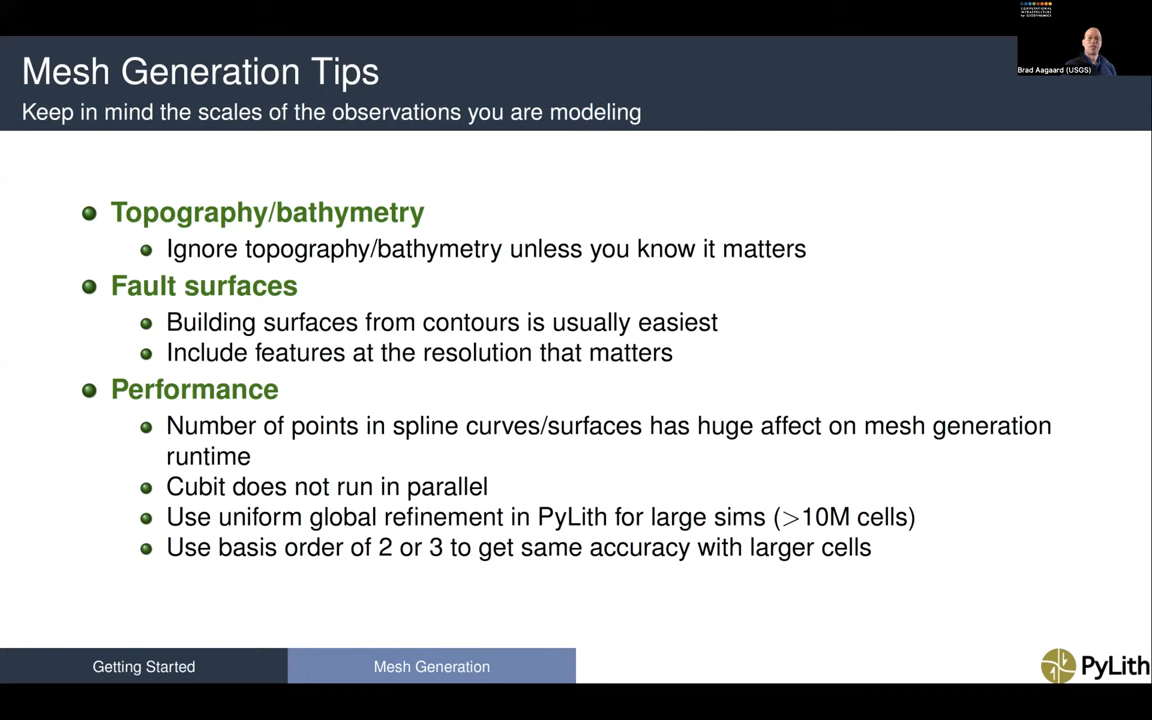 COMPUTATIONAL
INFRASTRUCTURE
for GEODYNAMICS
Brad Aagaard (USGS)
Mesh Generation Tips
Keep in mind the scales of the observations you are modeling
Topography/bathymetry
Ignore topography/bathymetry unless you know it matters
Fault surfaces
Building surfaces from contours is usually easiest
Include features at the resolution that matters
Performance
Number of points in spline curves/surfaces has huge affect on mesh generation
runtime
Cubit does not run in parallel
Use uniform global refinement in PyLith for large sims (>10M cells)
Use basis order of 2 or 3 to get same accuracy with larger cells
Getting Started
Mesh Generation
PyLith